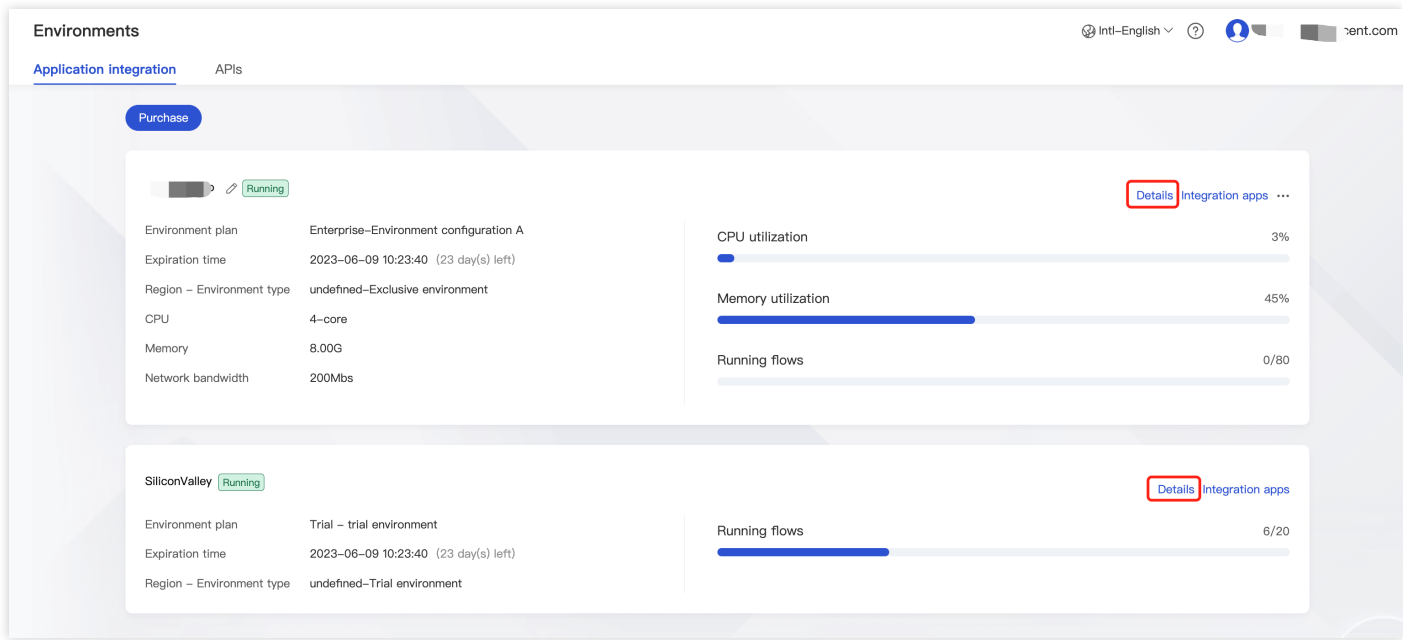 Environments
Intl-English
?
cent.com
Application integration
APIs
Purchase
Running
Details
Integration apps
...
Environment plan
Enterprise-Environment configuration A
Expiration time
2023-06-09 10:23:40 (23 day(s) left)
Region - Environment type
undefined-Exclusive environment
CPU
4-core
Memory
8.00G
Network bandwidth
200Mbs
CPU utilization
3%
Memory utilization
45%
Running flows
0/80
SiliconValley
Running
Details
Integration apps
Environment plan
Trial - trial environment
Expiration time
2023-06-09 10:23:40 (23 day(s) left)
Region - Environment type
undefined-Trial environment
Running flows
6/20